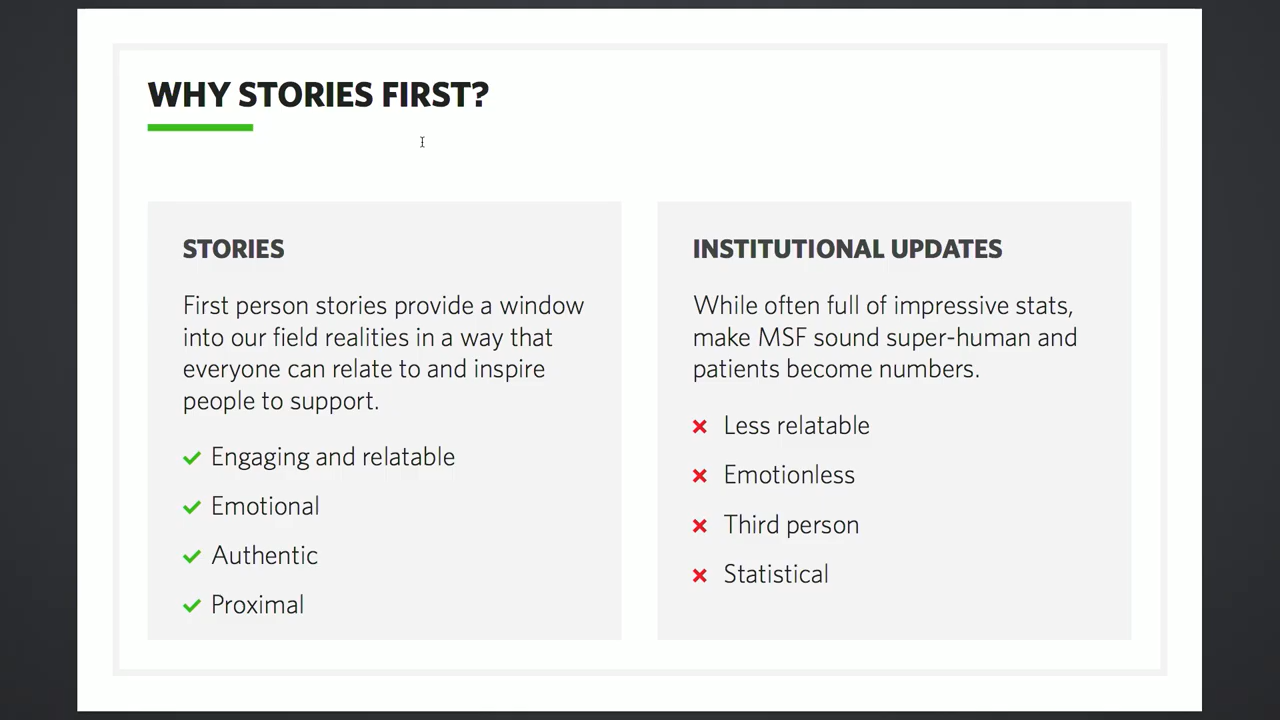 WHY STORIES FIRST?
STORIES
First person stories provide a window
into our field realities in a way that
everyone can relate to and inspire
people to support.
Engaging and relatable
Emotional
Authentic
Proximal
INSTITUTIONAL UPDATES
While often full of impressive stats,
make MSF sound super-human and
patients become numbers.
Less relatable
Emotionless
Third person
Statistical